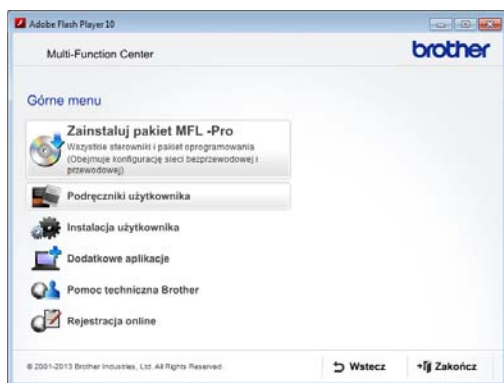 Adobe Flash Player 10
Multi-Function Center
brother
Górne menu
Zainstaluj pakiet MFL -Pro
Wszystkie sterowniki i pakiet oprogramowania
(Obejmuje konfigurację sieci bezprzewodowej i
przewodowej)
Podręczniki użytkownika
Instalacja użytkownika
Dodatkowe aplikacje
Pomoc techniczna Brother
Rejestracja online
© 2001-2013 Brother Industries, Ltd. All Rights Reserved.
Wstecz
Zakończ